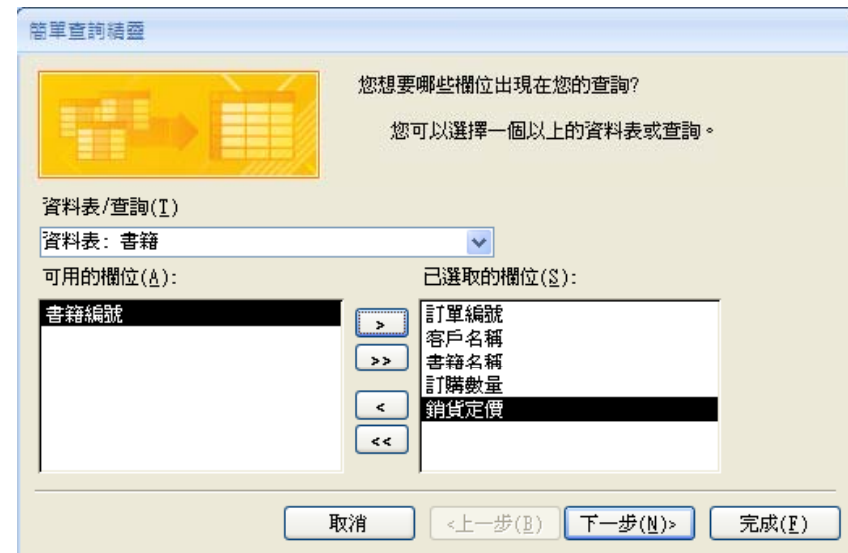 簡單查詢精靈
您想要哪些欄位出現在您的查詢?
您可以選擇一個以上的資料表或查詢。
資料表/查詢(T)
資料表: 書籍
可用的欄位(A):
已選取的欄位(S):
書籍編號
>
>>
<
<<
訂單編號
客戶名稱
書籍名稱
訂購數量
銷貨定價
取消
<上一步(B)
下一步(N)>
完成(F)